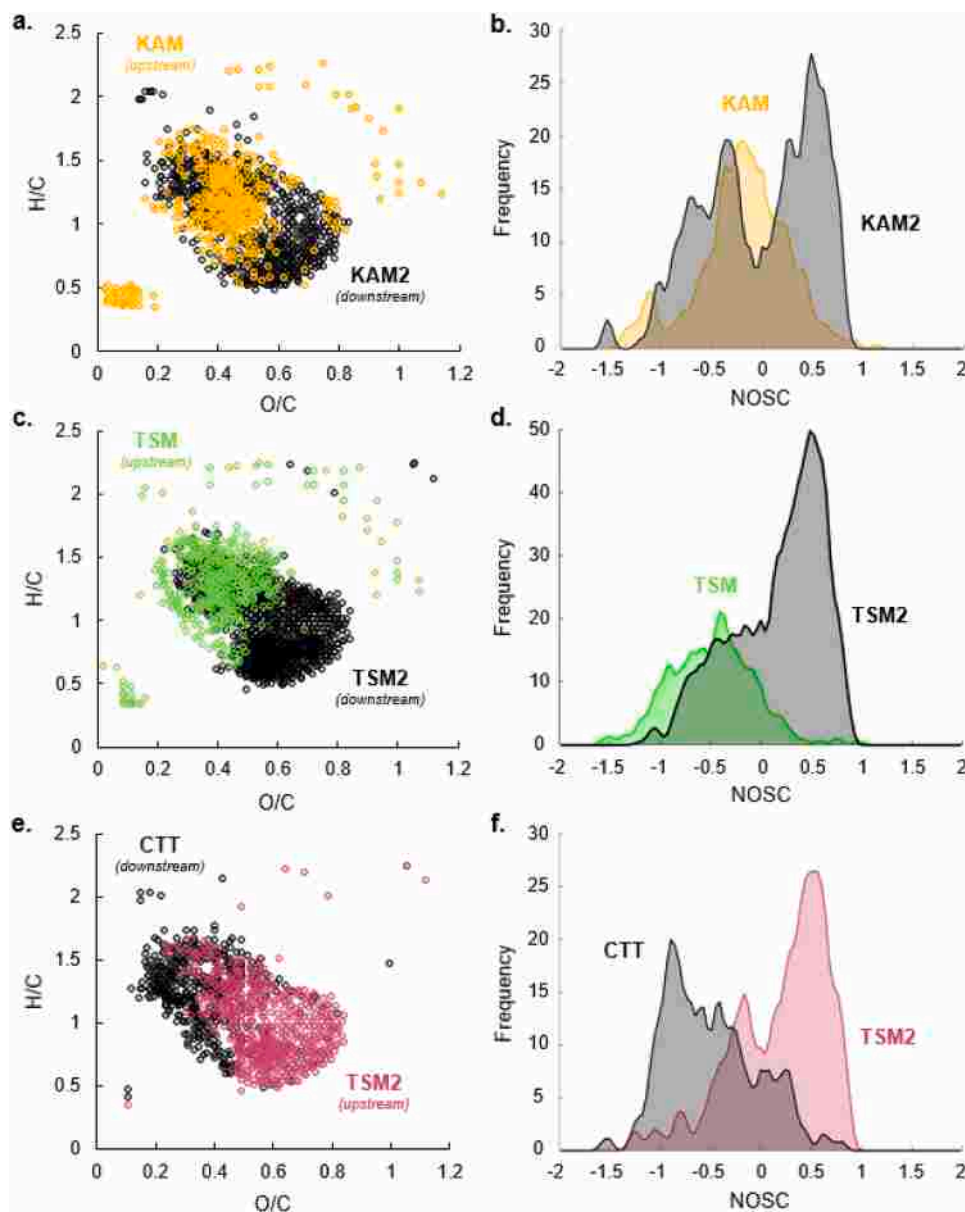 a.
KAM
(upstream)
KAM2
(downstream)
H/C
2.5
2
1.5
1
0.5
0
0 0.2 0.4 0.6 0.8 1 1.2
O/C
b.
KAM
KAM2
Frequency
30
25
20
15
10
5
0
-2 -1.5 -1 -0.5 0 0.5 1 1.5 2
NOSC
c.
TSM
(upstream)
TSM2
(downstream)
H/C
2.5
2
1.5
1
0.5
0
0 0.2 0.4 0.6 0.8 1 1.2
O/C
d.
TSM
TSM2
Frequency
50
40
30
20
10
0
-2 -1.5 -1 -0.5 0 0.5 1 1.5 2
NOSC
e.
CTT
(downstream)
TSM2
(upstream)
H/C
2.5
2
1.5
1
0.5
0
0 0.2 0.4 0.6 0.8 1 1.2
O/C
f.
CTT
TSM2
Frequency
30
25
20
15
10
5
0
-2 -1.5 -1 -0.5 0 0.5 1 1.5 2
NOSC